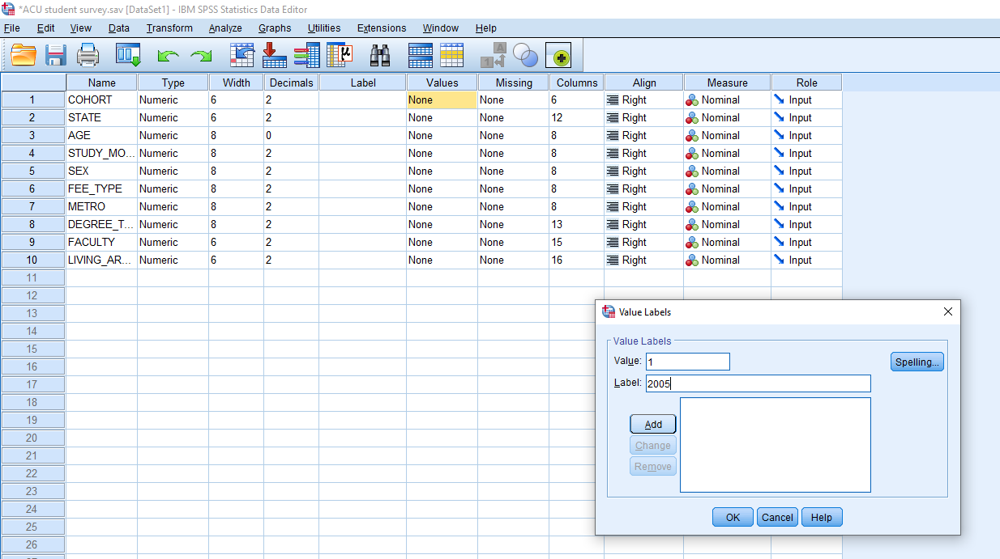 *ACU student survey.sav [DataSet1] - IBM SPSS Statistics Data Editor
File Edit View Data Transform Analyze Graphs Utilities Extensions Window Help
Name Type Width Decimals Label Values Missing Columns Align Measure Role
1 COHORT Numeric 6 2 None None 6 Right Nominal Input
2 STATE Numeric 6 2 None None 12 Right Nominal Input
3 AGE Numeric 8 0 None None 8 Right Nominal Input
4 STUDY_MO... Numeric 8 2 None None 8 Right Nominal Input
5 SEX Numeric 8 2 None None 8 Right Nominal Input
6 FEE_TYPE Numeric 8 2 None None 8 Right Nominal Input
7 METRO Numeric 8 2 None None 8 Right Nominal Input
8 DEGREE_T... Numeric 8 2 None None 13 Right Nominal Input
9 FACULTY Numeric 6 2 None None 15 Right Nominal Input
10 LIVING_AR... Numeric 6 2 None None 16 Right Nominal Input
11
12
13
14
15
16
17
18
19
20
21
22
23
24
25
26
Value Labels
Value Labels
Value: 1 Spelling...
Label: 2005
Add
Change
Remove
OK Cancel Help